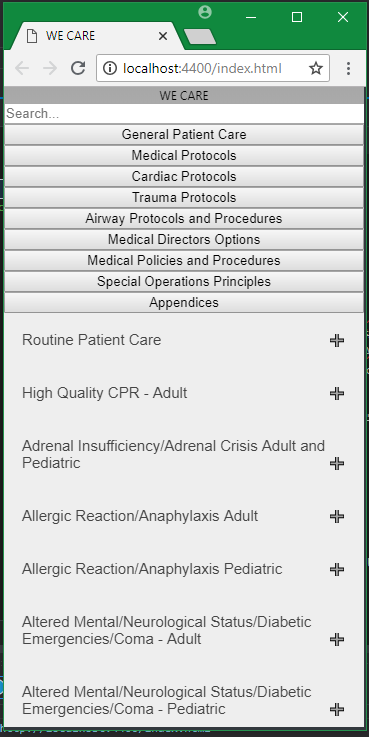 WE CARE
localhost:4400/index.html
WE CARE
Search...
General Patient Care
Medical Protocols
Cardiac Protocols
Trauma Protocols
Airway Protocols and Procedures
Medical Directors Options
Medical Policies and Procedures
Special Operations Principles
Appendices
Routine Patient Care
High Quality CPR - Adult
Adrenal Insufficiency/Adrenal Crisis Adult and
Pediatric
Allergic Reaction/Anaphylaxis Adult
Allergic Reaction/Anaphylaxis Pediatric
Altered Mental/Neurological Status/Diabetic
Emergencies/Coma - Adult
Altered Mental/Neurological Status/Diabetic
Emergencies/Coma - Pediatric